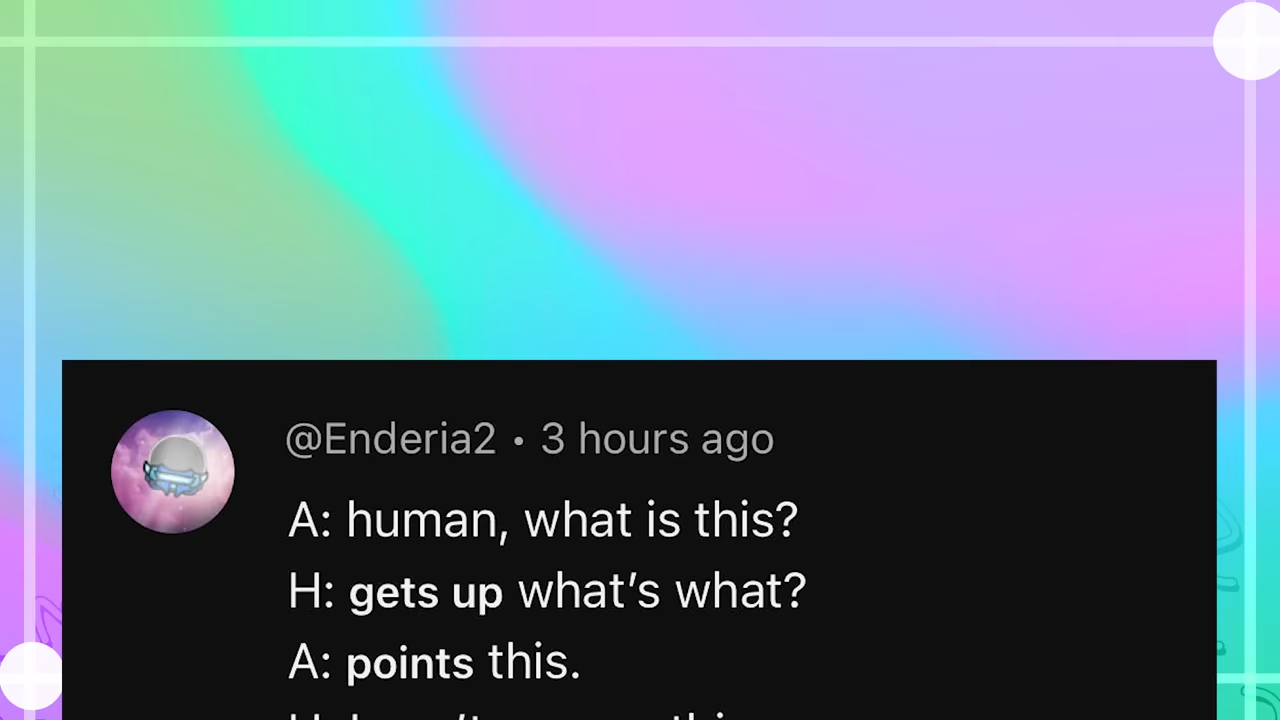 @Enderia2 • 3 hours ago
A: human, what is this?
H: gets up what’s what?
A: points this.